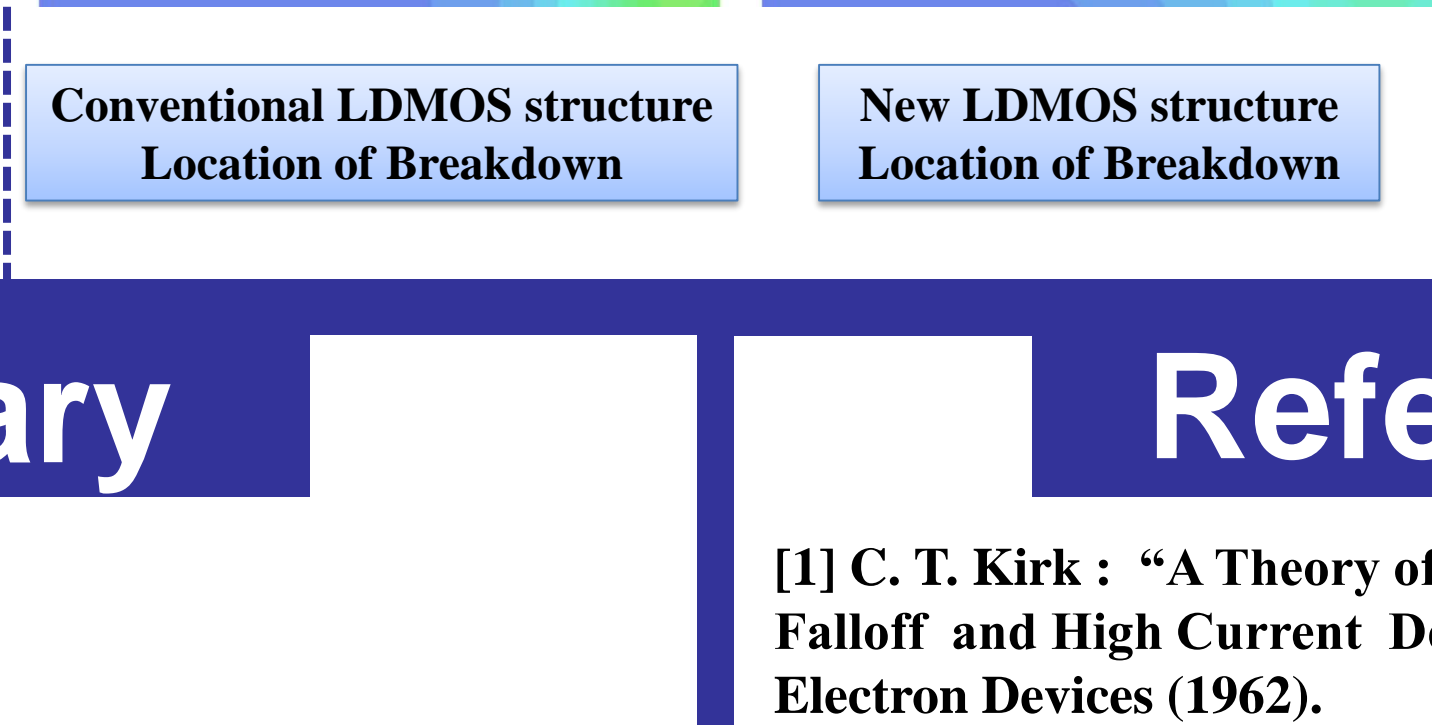 Conventional LDMOS structure
Location of Breakdown
New LDMOS structure
Location of Breakdown
ary
Refe
[1] C. T. Kirk : “A Theory of
Falloff and High Current De
Electron Devices (1962).